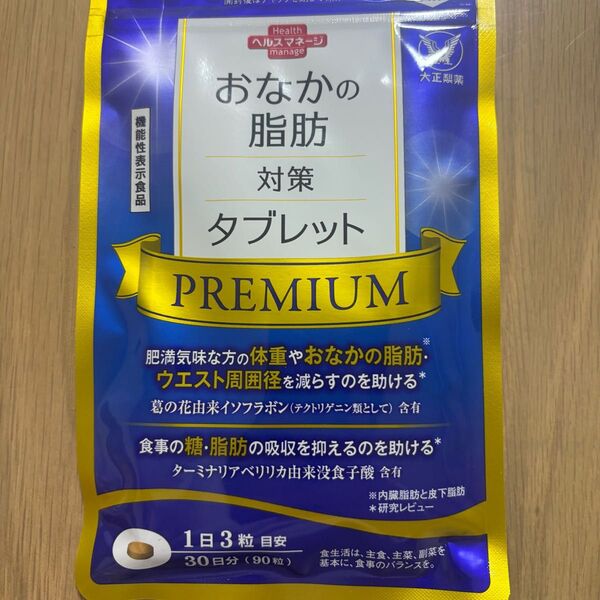 Health
ヘルスマネージ
manage
大正製薬
おなかの
脂肪
対策
タブレット
機能性表示食品
PREMIUM
肥満気味な方の体重やおなかの脂肪※・
ウエスト周囲径を減らすのを助ける*
葛の花由来イソフラボン(テクトリゲニン類として)含有
食事の糖・脂肪の吸収を抑えるのを助ける*
ターミナリアベリリカ由来没食子酸 含有
※内臓脂肪と皮下脂肪
*研究レビュー
1日3粒 目安
30日分(90粒)
食生活は、主食、主菜、副菜を
基本に、食事のバランスを。